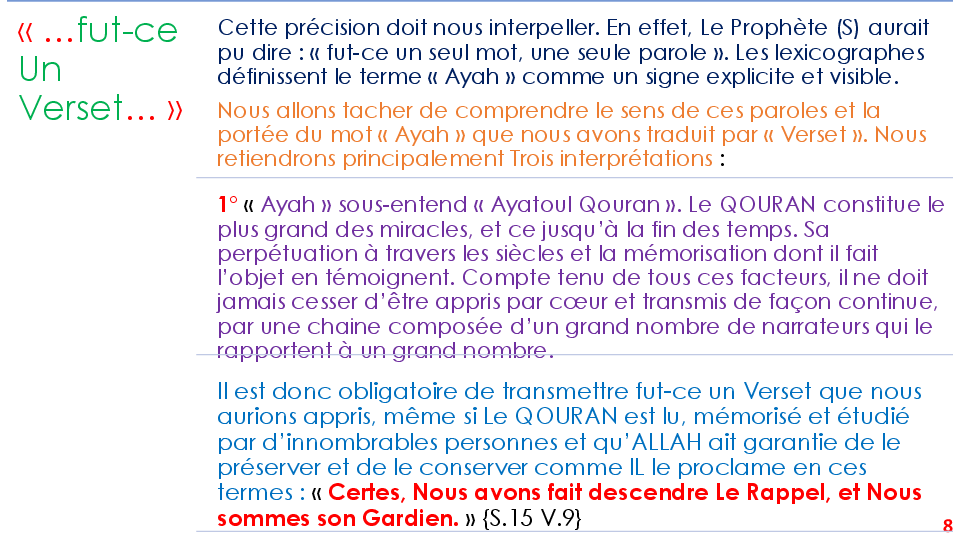 « …fut-ce
Un
Verset… »
Cette précision doit nous interpeller. En effet, Le Prophète (S) aurait
pu dire : « fut-ce un seul mot, une seule parole ». Les lexicographes
définissent le terme « Ayah » comme un signe explicite et visible.
Nous allons tacher de comprendre le sens de ces paroles et la
portée du mot « Ayah » que nous avons traduit par « Verset ». Nous
retiendrons principalement Trois interprétations :
1° « Ayah » sous-entend « Ayatoul Qouran ». Le QOURAN constitue le
plus grand des miracles, et ce jusqu’à la fin des temps. Sa
perpétuation à travers les siècles et la mémorisation dont il fait
l’objet en témoignent. Compte tenu de tous ces facteurs, il ne doit
jamais cesser d’être appris par cœur et transmis de façon continue,
par une chaine composée d’un grand nombre de narrateurs qui le
rapportent à un grand nombre.
Il est donc obligatoire de transmettre fut-ce un Verset que nous
aurions appris, même si Le QOURAN est lu, mémorisé et étudié
par d’innombrables personnes et qu’ALLAH ait garantie de le
préserver et de le conserver comme IL le proclame en ces
termes : « Certes, Nous avons fait descendre Le Rappel, et Nous
sommes son Gardien. » {S.15 V.9}
8